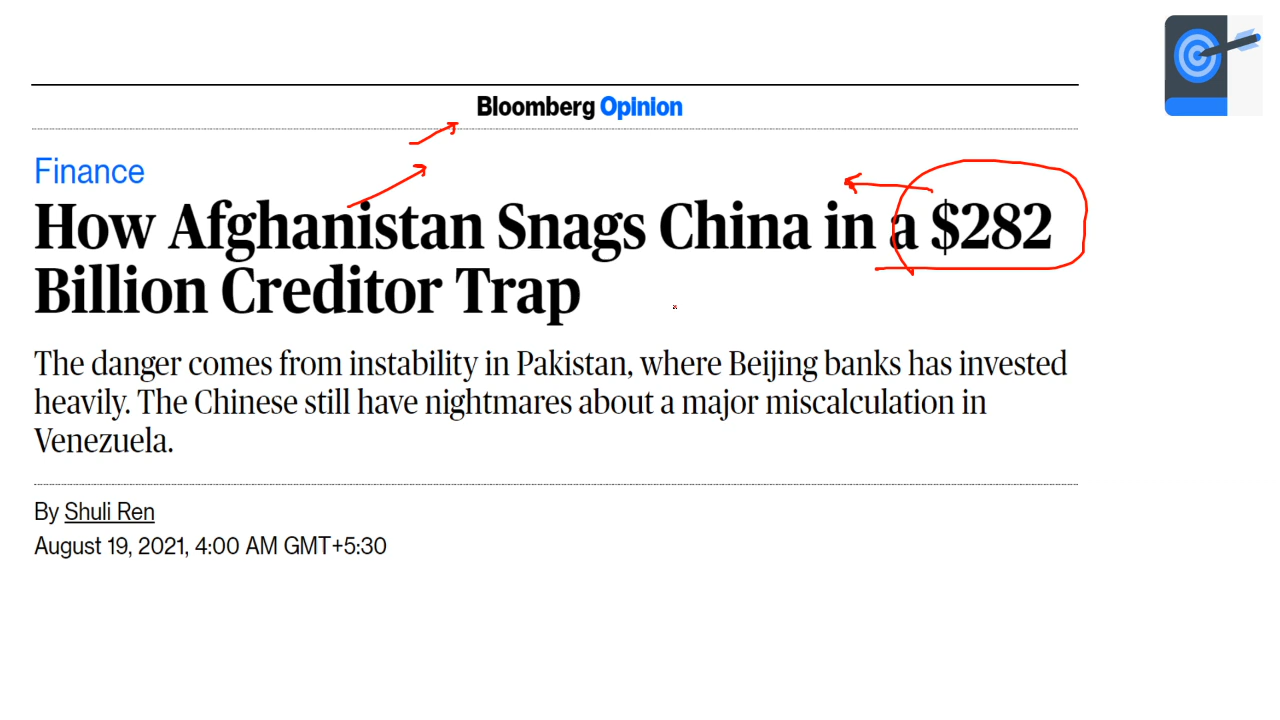 Bloomberg Opinion
Finance
How Afghanistan Snags China in a $282
Billion Creditor Trap
The danger comes from instability in Pakistan, where Beijing banks has invested
heavily. The Chinese still have nightmares about a major miscalculation in
Venezuela.
By Shuli Ren
August 19, 2021, 4:00 AM GMT+5:30